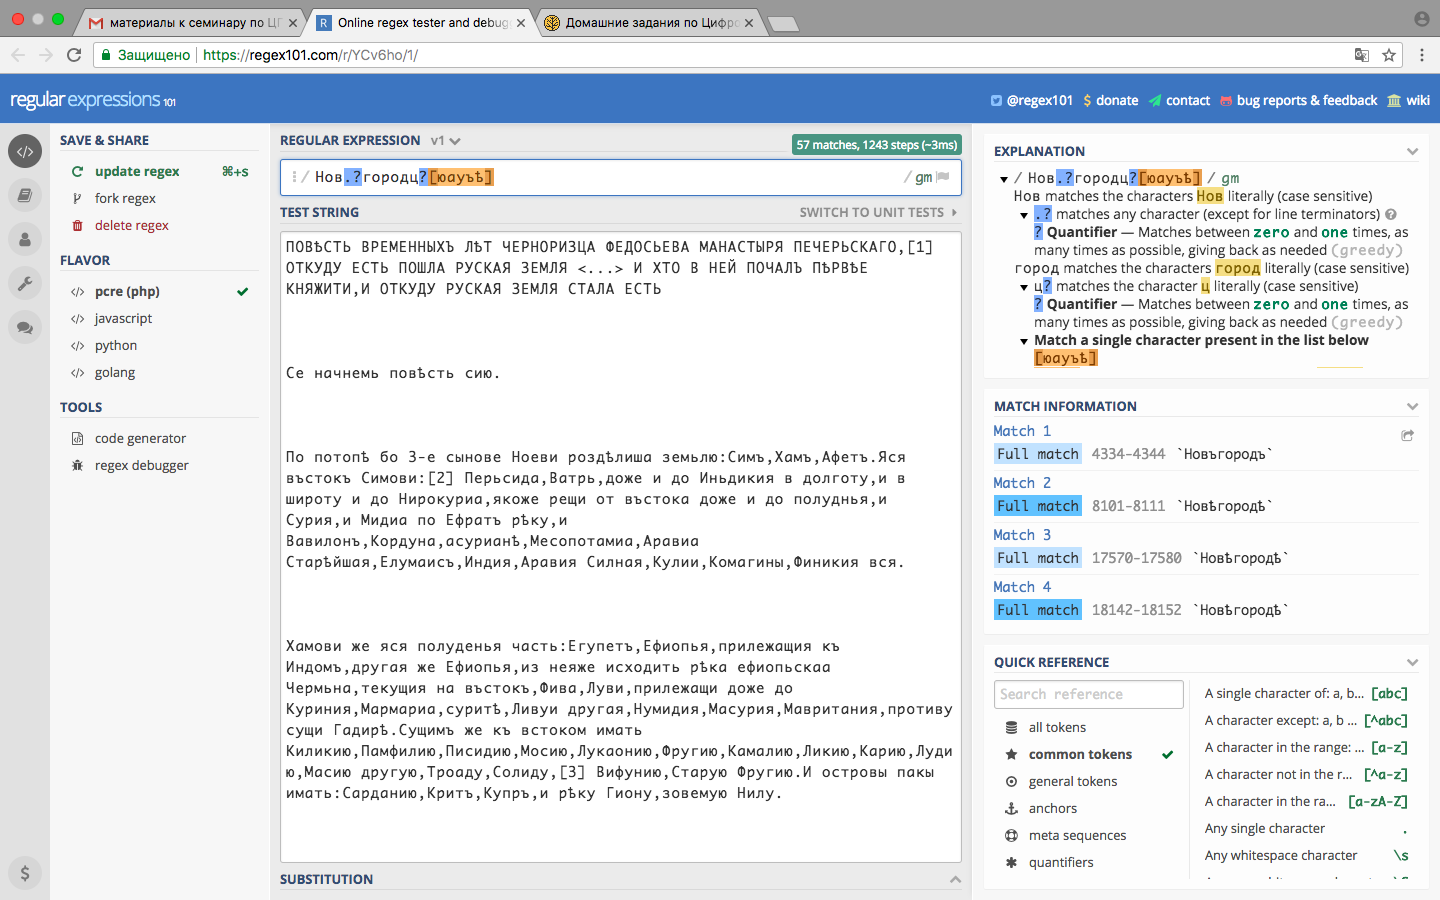 материалы к семинару по ЦГ
Online regex tester and debug
Домашние задания по Цифро
Защищено https://regex101.com/r/YCv6ho/1/
regular expressions 101
@regex101 donate contact bug reports & feedback wiki
SAVE & SHARE
update regex ⌘+s
fork regex
delete regex
FLAVOR
</> pcre (php)
</> javascript
</> python
</> golang
TOOLS
code generator
regex debugger
REGULAR EXPRESSION v1
57 matches, 1243 steps (~3ms)
/ Нов.?городц?[юауъѣ] / gm
TEST STRING
SWITCH TO UNIT TESTS
ПОВѢСТЬ ВРЕМЕННЫХЪ ЛѢТ ЧЕРНОРИЗЦА ФЕДОСЬЕВА МАНАСТЫРЯ ПЕЧЕРЬСКАГО,[1]
ОТКУДУ ЕСТЬ ПОШЛА РУСКАЯ ЗЕМЛЯ <...> И ХТО В НЕЙ ПОЧАЛЪ ПѢРВѢЕ
КНЯЖИТИ,И ОТКУДУ РУСКАЯ ЗЕМЛЯ СТАЛА ЕСТЬ
Се начнемь повѣсть сию.
По потопѣ бо 3-е сынове Ноеви роздѣлиша земьлю:Симъ,Хамъ,Афетъ.Яся
въстокъ Симови:[2] Перьсида,Ватрь,доже и до Иньдикия в долготу,и в
широту и до Нирокуриа,якоже рещи от въстока доже и до полуднья,и
Сурия,и Мидиа по Ефратъ рѣку,и
Вавилонъ,Кордуна,асурианѣ,Месопотамиа,Аравиа
Старѣйшая,Елумаисъ,Индия,Аравия Силная,Кулии,Комагины,Финикия вся.
Хамови же яся полуденья часть:Егупетъ,Ефиопья,прилежащия къ
Индомъ,другая же Ефиопья,из неяже исходить рѣка ефиопьскаа
Чермьна,текущия на въстокъ,Фива,Луви,прилежащи доже до
Куриния,Мармариа,суритѣ,Ливуи другая,Нумидия,Масурия,Мавритания,противу
сущи Гадирѣ.Сущимъ же къ встоком имать
Киликию,Памфилию,Писидию,Мосию,Лукаонию,Фругию,Камалию,Ликию,Карию,Луди
ю,Масию другую,Троаду,Солиду,[3] Вифунию,Старую Фругию.И островы пакы
имать:Сарданию,Критъ,Купръ,и рѣку Гиону,зовемую Нилу.
SUBSTITUTION
EXPLANATION
/ Нов.?городц?[юауъѣ] / gm
Нов matches the characters Нов literally (case sensitive)
.? matches any character (except for line terminators)
? Quantifier — Matches between zero and one times, as
many times as possible, giving back as needed (greedy)
город matches the characters город literally (case sensitive)
ц? matches the character ц literally (case sensitive)
? Quantifier — Matches between zero and one times, as
many times as possible, giving back as needed (greedy)
Match a single character present in the list below
[юауъѣ]
MATCH INFORMATION
Match 1
Full match 4334-4344 `Новъгородъ`
Match 2
Full match 8101-8111 `Новѣгородѣ`
Match 3
Full match 17570-17580 `Новѣгородѣ`
Match 4
Full match 18142-18152 `Новѣгородѣ`
QUICK REFERENCE
Search reference
all tokens
common tokens
general tokens
anchors
meta sequences
quantifiers
A single character of: a, b... [abc]
A character except: a, b ... [^abc]
A character in the range: ... [a-z]
A character not in the r... [^a-z]
A character in the ra... [a-zA-Z]
Any single character .
Any whitespace character \s
$